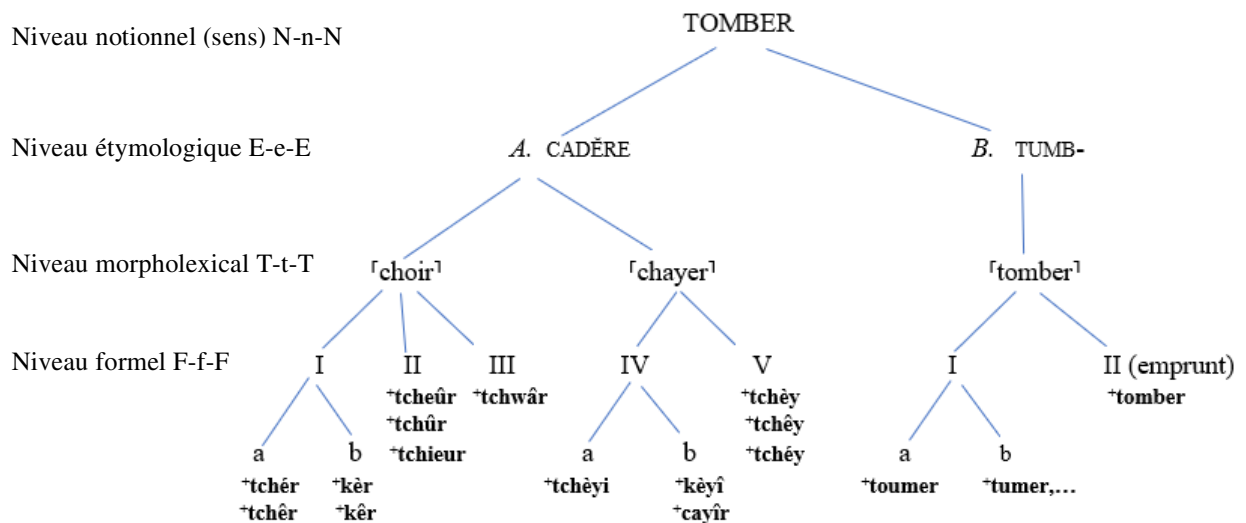 Niveau notionnel (sens) N-n-N TOMBER
Niveau étymologique E-e-E A. CADĔRE B. TUMB-
Niveau morpholexical T-t-T ⸢choir⸣ ⸢chayer⸣ ⸢tomber⸣
Niveau formel F-f-F I II III IV V I II (emprunt)
⁺tcheûr ⁺tchwâr ⁺tchèy ⁺tomber
⁺tchûr ⁺tchêy
a b ⁺tchieur a b ⁺tchéy a b
⁺tchér ⁺kèr ⁺tchèyi ⁺kèyî ⁺toumer ⁺tumer,…
⁺tchêr ⁺kêr ⁺cayîr